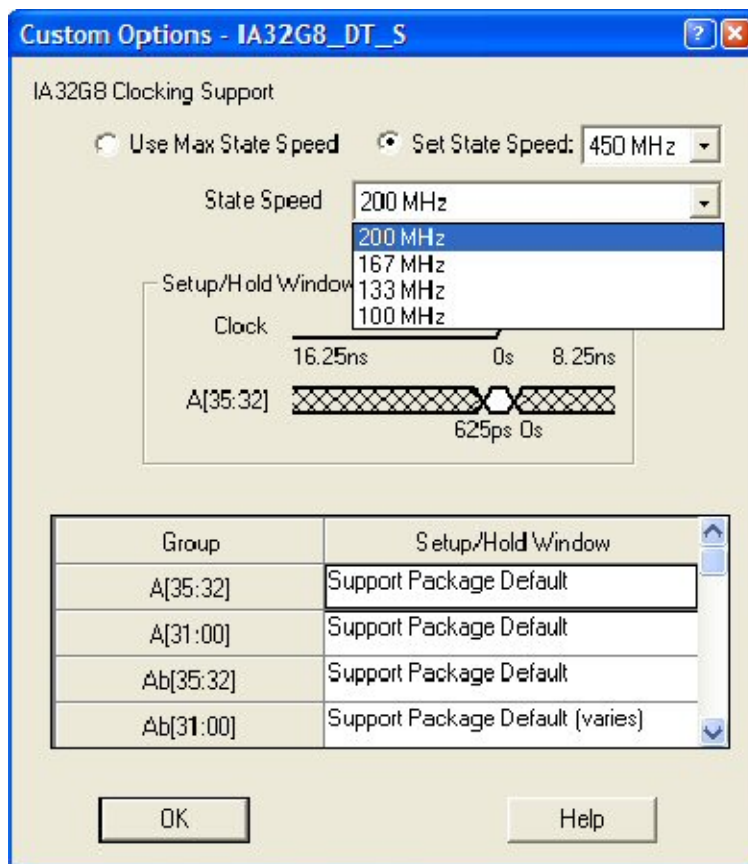 Custom Options - IA32G8_DT_S
IA32G8 Clocking Support
Use Max State Speed Set State Speed: 450 MHz
State Speed 200 MHz
200 MHz
167 MHz
133 MHz
100 MHz
Setup/Hold Window
Clock
16.25ns 0s 8.25ns
A[35:32]
625ps 0s
Group Setup/Hold Window
A[35:32] Support Package Default
A[31:00] Support Package Default
Ab[35:32] Support Package Default
Ab[31:00] Support Package Default (varies)
OK Help